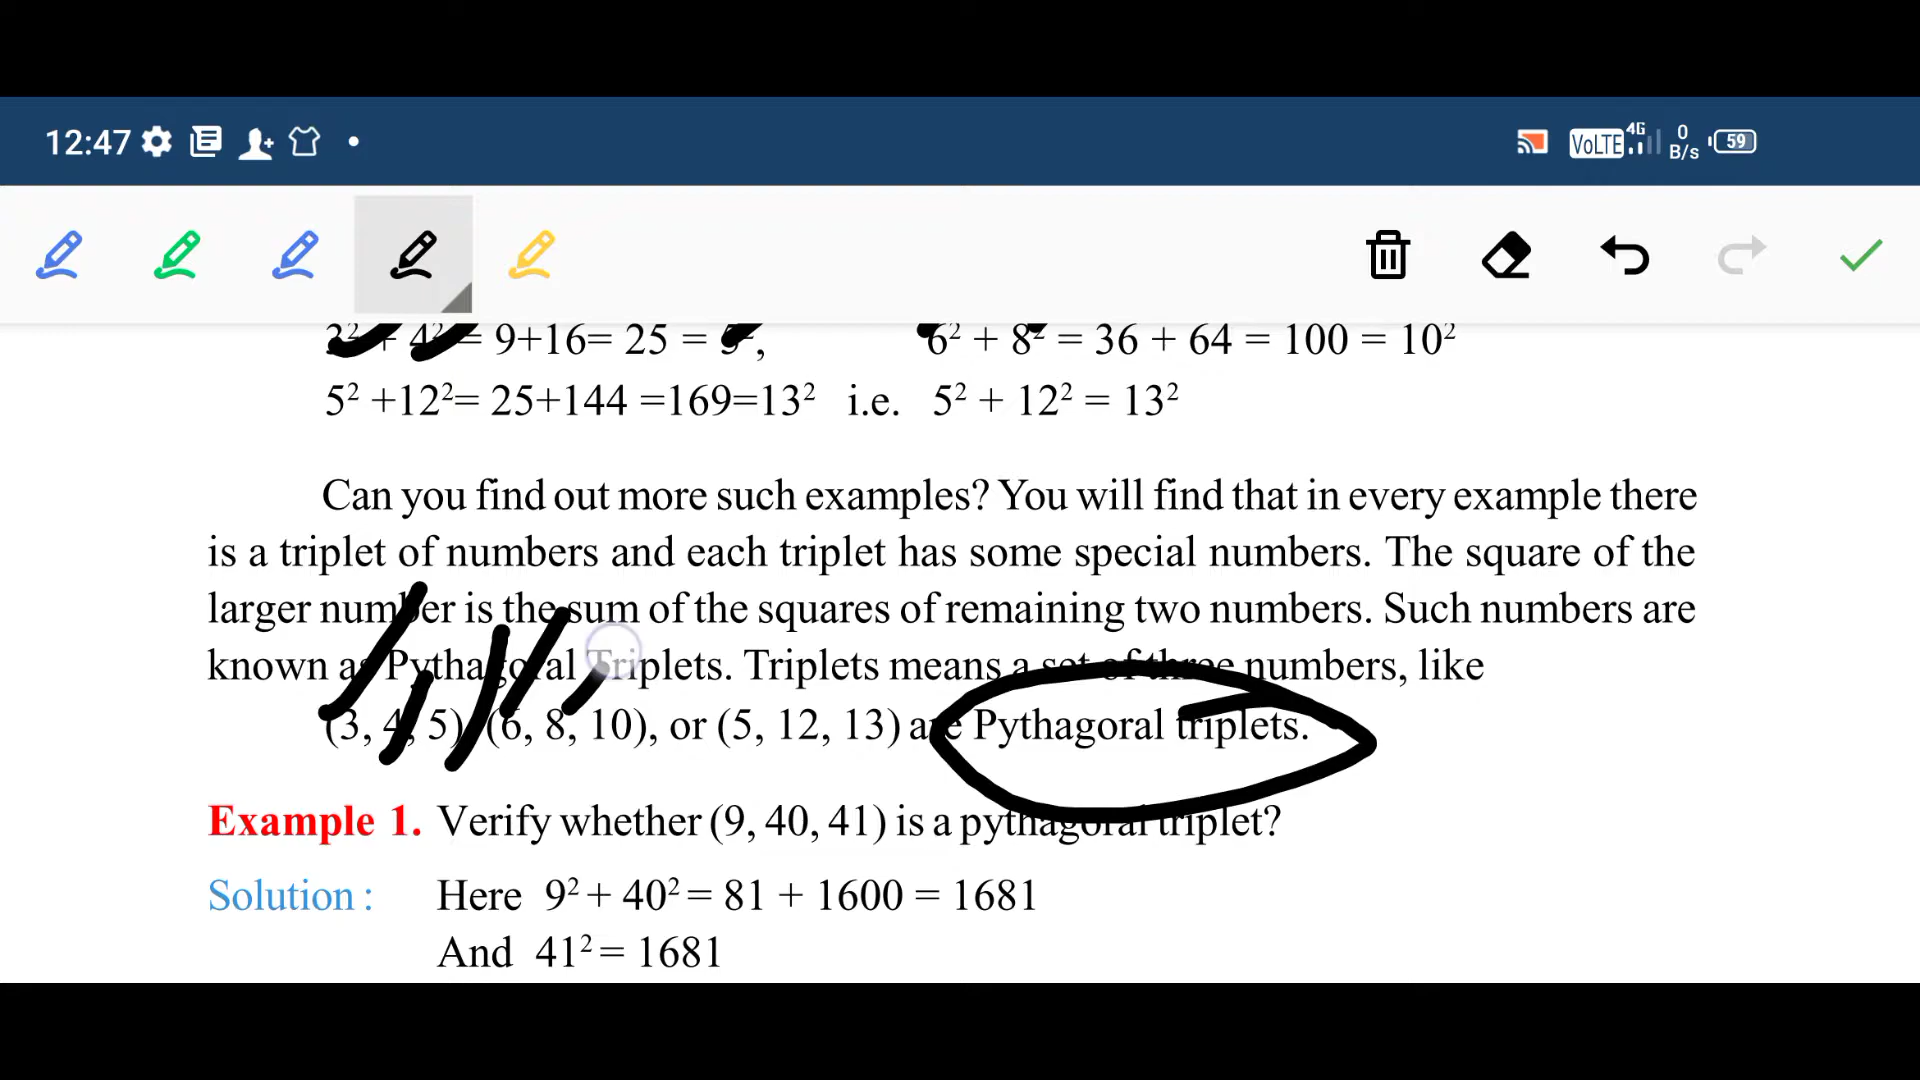 12:47 VoLTE 4G 0 B/s 59
3² + 4² = 9+16= 25 = 5², 6² + 8² = 36 + 64 = 100 = 10²
5² +12²= 25+144 =169=13² i.e. 5² + 12² = 13²
Can you find out more such examples? You will find that in every example there
is a triplet of numbers and each triplet has some special numbers. The square of the
larger number is the sum of the squares of remaining two numbers. Such numbers are
known as Pythagoral Triplets. Triplets means a set of three numbers, like
(3, 4, 5), (6, 8, 10), or (5, 12, 13) are Pythagoral triplets.
Example 1. Verify whether (9, 40, 41) is a pythagoral triplet?
Solution : Here 9² + 40² = 81 + 1600 = 1681
And 41² = 1681